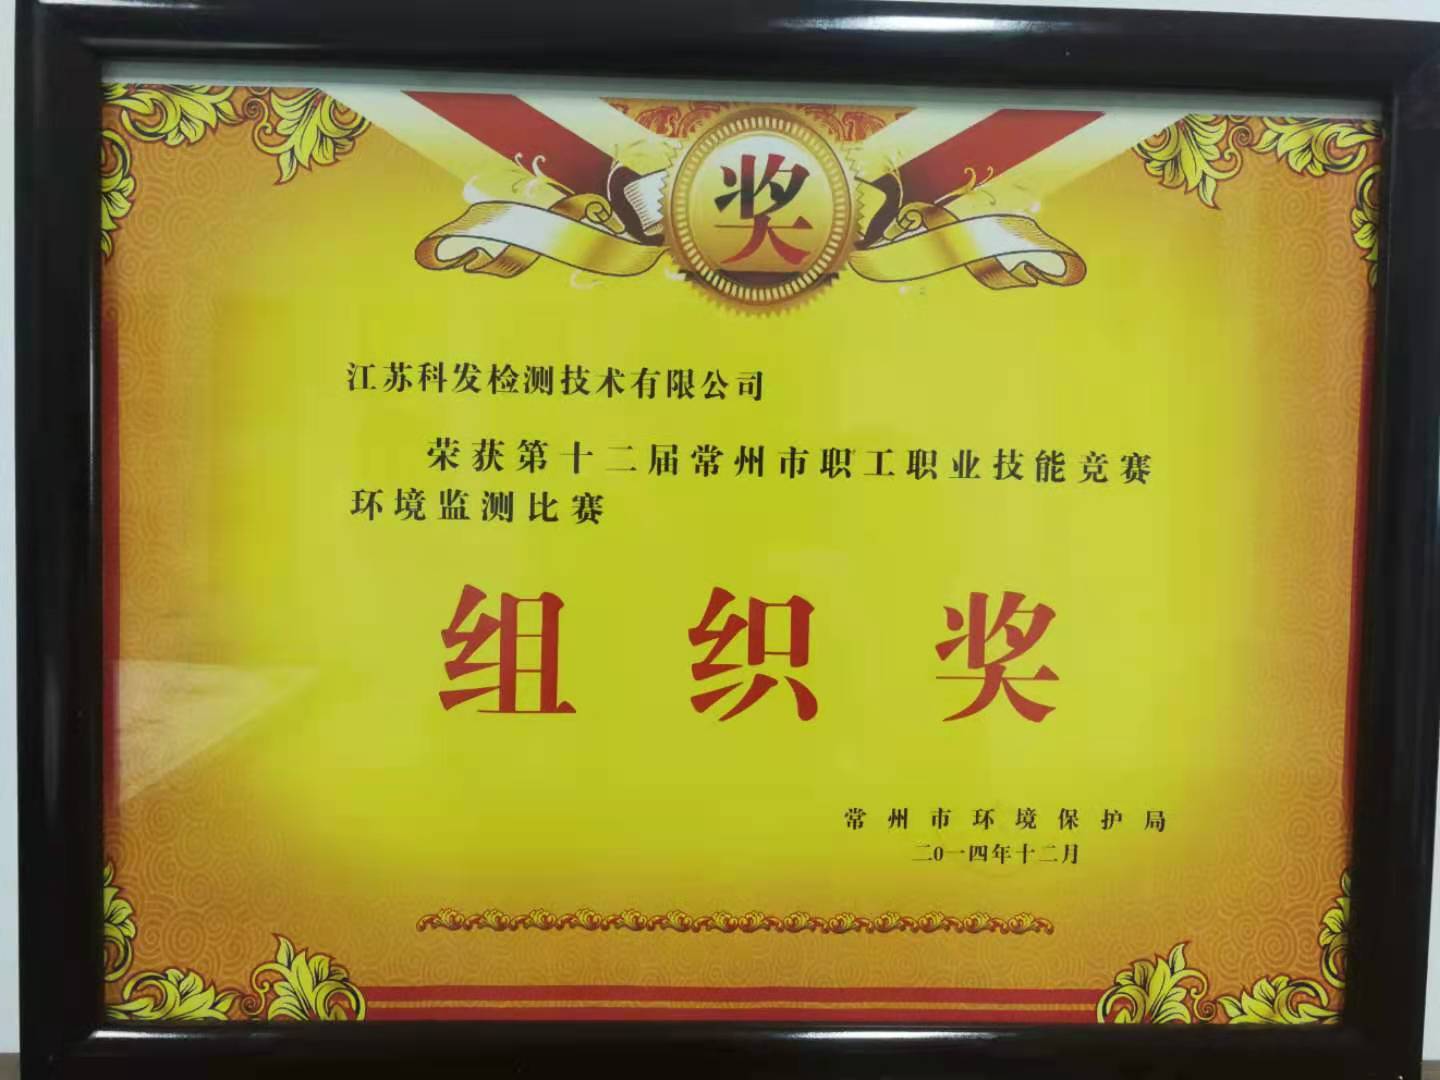 奖
江苏科发检测技术有限公司
荣获第十二届常州市职工职业技能竞赛
环境监测比赛
组织奖
常州市环境保护局
二0一四年十二月